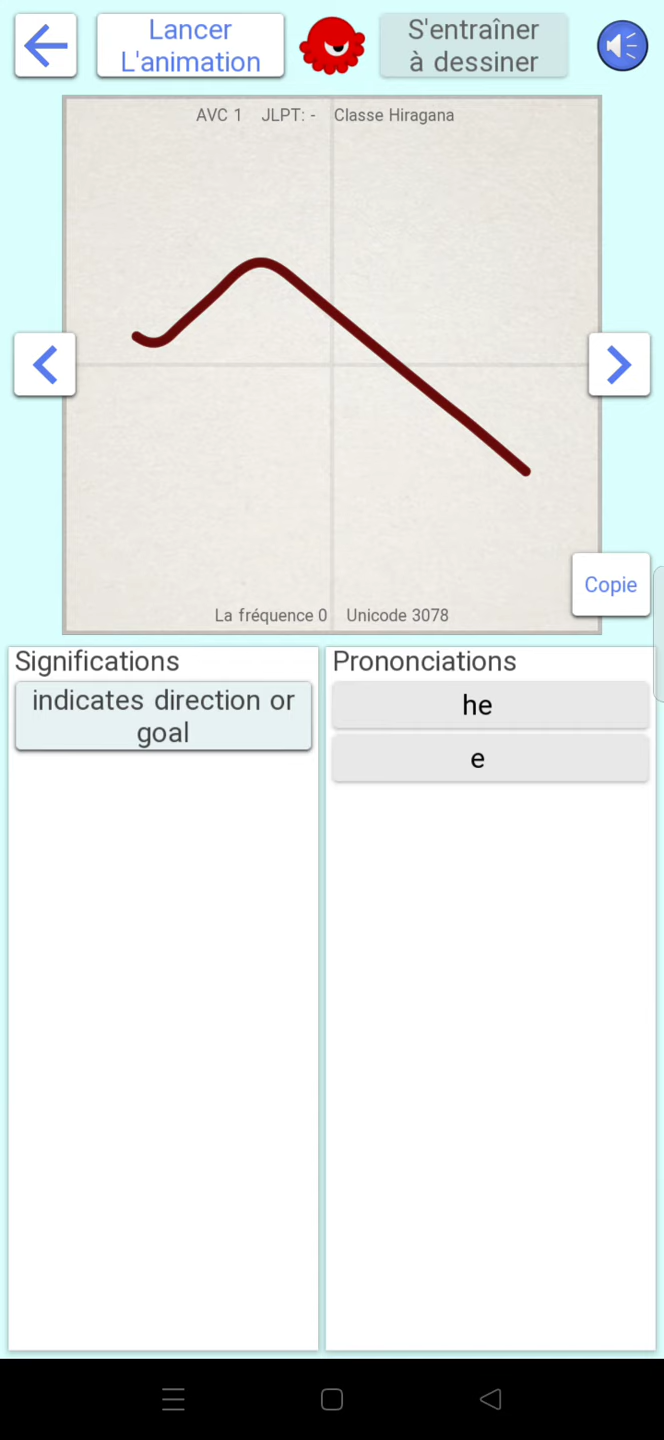 Lancer
L'animation
S'entraîner
à dessiner
AVC 1 JLPT: - Classe Hiragana
へ
La fréquence 0 Unicode 3078
Copie
Significations
indicates direction or
goal
Prononciations
he
e